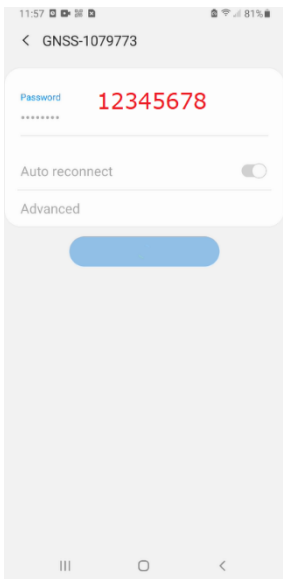 11:57 81%
GNSS-1079773
Password
12345678
••••••••
Auto reconnect
Advanced